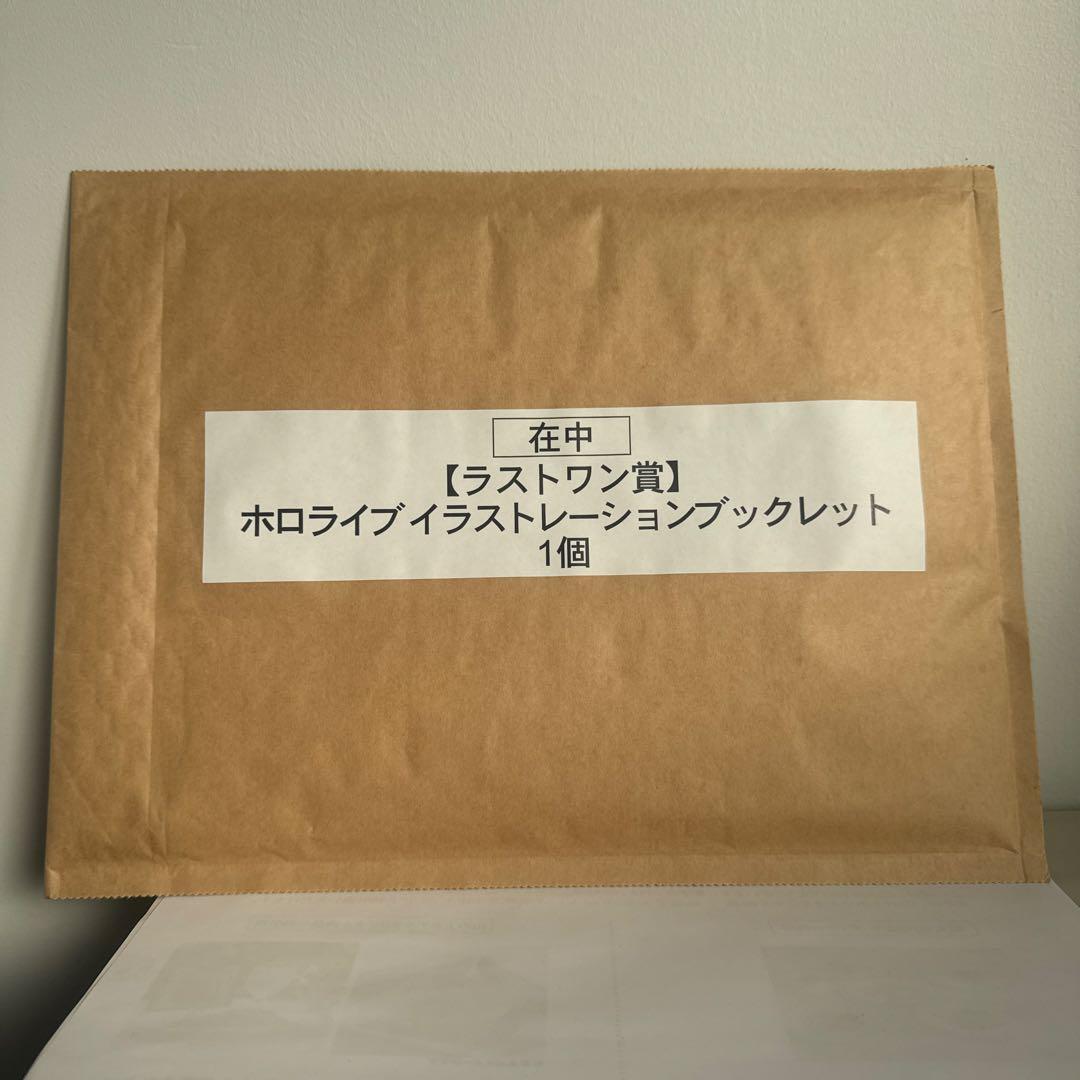 在中
【ラストワン賞】
ホロライブ イラストレーションブックレット
1個